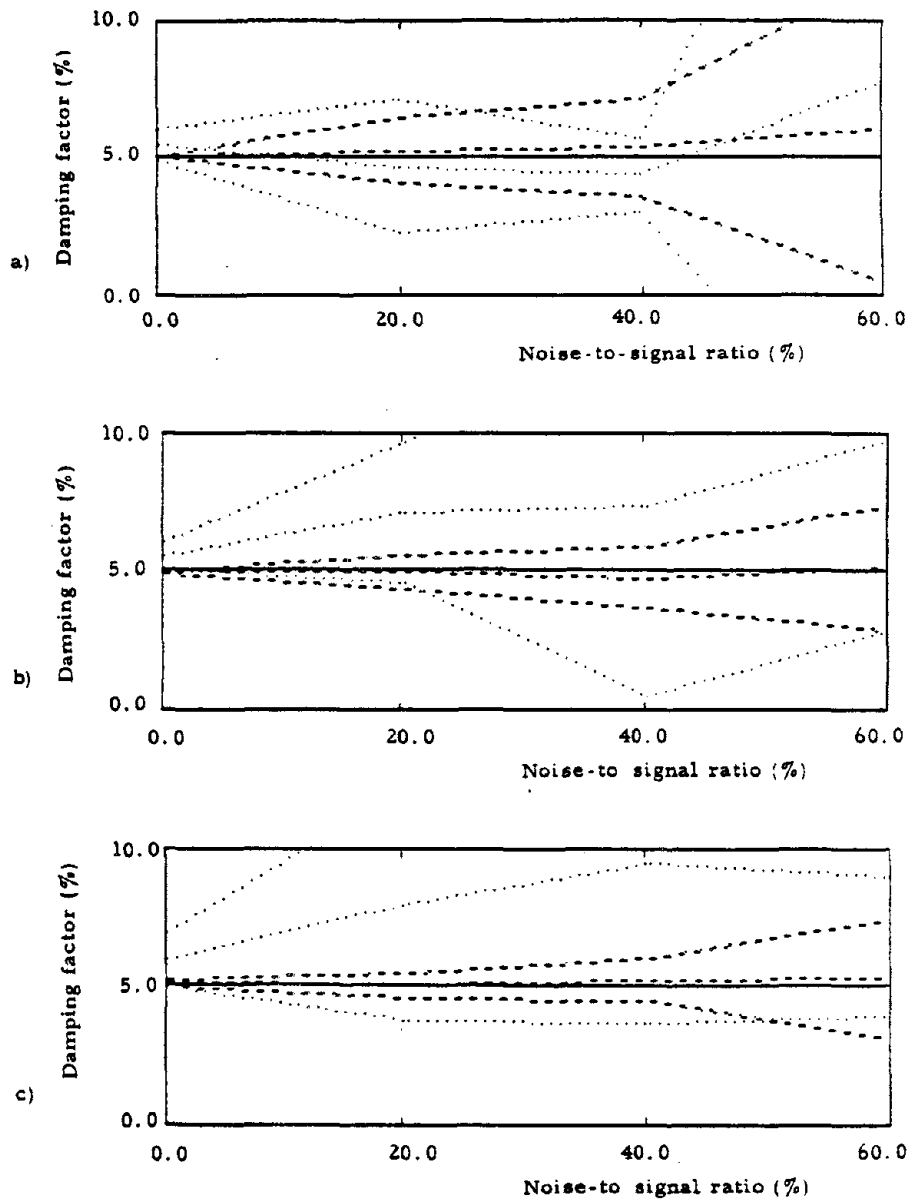 10.0
Damping factor (%)
5.0
a)
0.0
0.0 20.0 40.0 60.0
Noise-to-signal ratio (%)
10.0
Damping factor (%)
5.0
b)
0.0
0.0 20.0 40.0 60.0
Noise-to signal ratio (%)
10.0
Damping factor (%)
5.0
c)
0.0
0.0 20.0 40.0 60.0
Noise-to signal ratio (%)